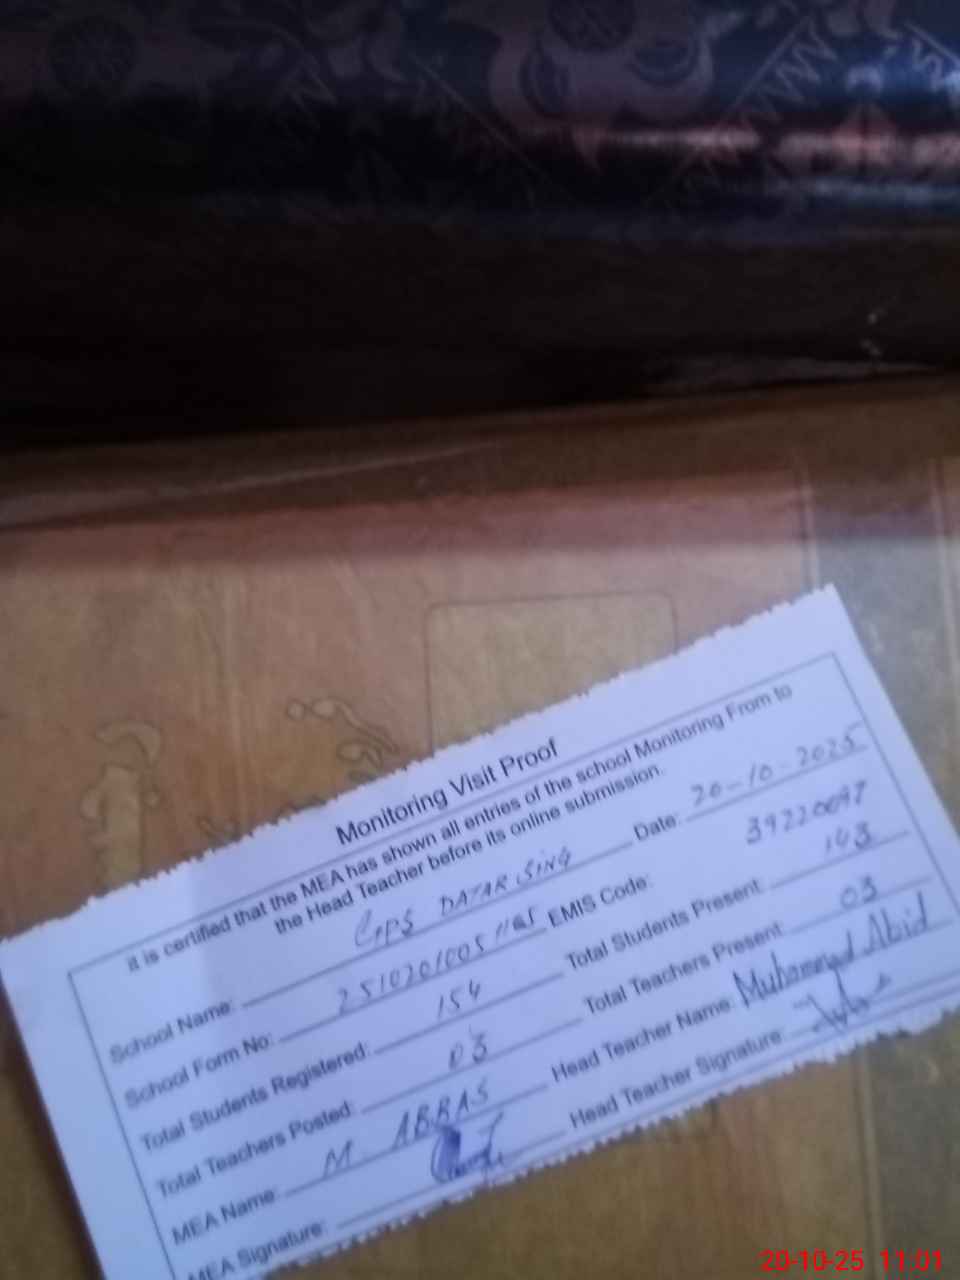 Monitoring Visit Proof
It is certified that the MEA has shown all entries of the school Monitoring From to
the Head Teacher before its online submission.
School Name: GPS DATAR SING Date: 20-10-2025
School Form No: EMIS Code: 39220097
Total Students Registered: 154 Total Students Present: 143
Total Teachers Posted: 03 Total Teachers Present: 03
MEA Name: M ABRAS Head Teacher Name: Muhammad Abid
MEA Signature: Head Teacher Signature:
20-10-25 11:01